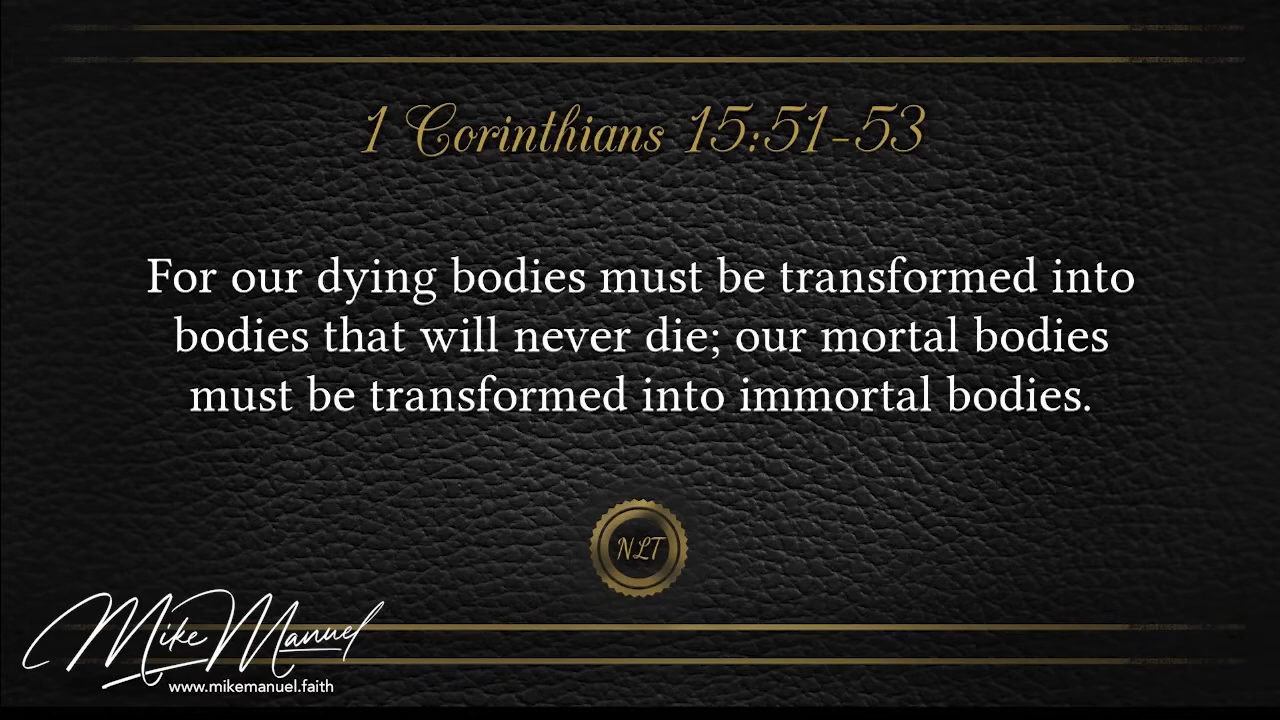 1 Corinthians 15:51-53
For our dying bodies must be transformed into
bodies that will never die; our mortal bodies
must be transformed into immortal bodies.
NLT
Mike Manuel
www.mikemanuel.faith